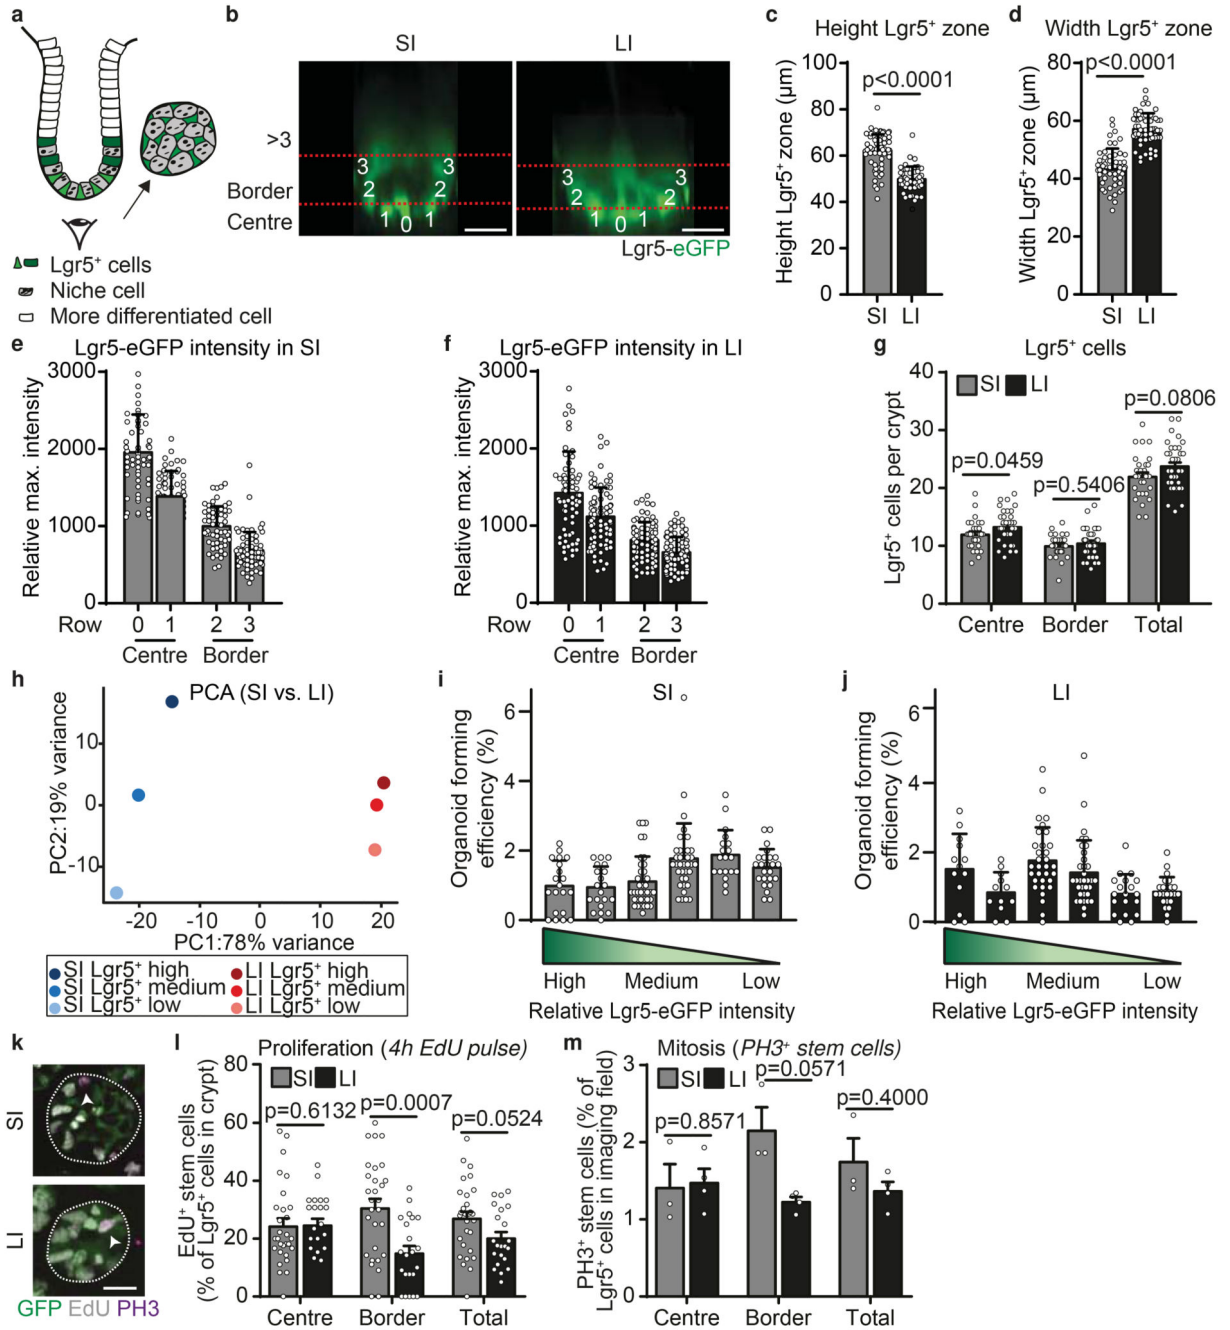 a
Lgr5⁺ cells
Niche cell
More differentiated cell
b
SI
LI
>3
Border
Centre
3
3
2
2
1
0
1
3
3
2
2
1
0
1
Lgr5-eGFP
c
Height Lgr5⁺ zone
Height Lgr5⁺ zone (µm)
p<0.0001
100
80
60
40
20
0
SI
LI
d
Width Lgr5⁺ zone
Width Lgr5⁺ zone (µm)
p<0.0001
80
60
40
20
0
SI
LI
e
Lgr5-eGFP intensity in SI
Relative max. intensity
3000
2000
1000
0
Row
0
1
2
3
Centre
Border
f
Lgr5-eGFP intensity in LI
Relative max. intensity
3000
2000
1000
0
Row
0
1
2
3
Centre
Border
g
Lgr5⁺ cells
Lgr5⁺ cells per crypt
SI
LI
p=0.0459
p=0.5406
p=0.0806
40
30
20
10
0
Centre
Border
Total
h
PCA (SI vs. LI)
PC2:19% variance
10
0
-10
-20
-10
0
10
20
PC1:78% variance
SI Lgr5⁺ high
SI Lgr5⁺ medium
SI Lgr5⁺ low
LI Lgr5⁺ high
LI Lgr5⁺ medium
LI Lgr5⁺ low
i
SI
Organoid forming
efficiency (%)
6
4
2
0
High
Medium
Low
Relative Lgr5-eGFP intensity
j
LI
Organoid forming
efficiency (%)
6
4
2
0
High
Medium
Low
Relative Lgr5-eGFP intensity
k
SI
LI
GFP EdU PH3
l
Proliferation (4h EdU pulse)
EdU⁺ stem cells
(% of Lgr5⁺ cells in crypt)
SI
LI
p=0.6132
p=0.0007
p=0.0524
80
60
40
20
0
Centre
Border
Total
m
Mitosis (PH3⁺ stem cells)
PH3⁺ stem cells (% of
Lgr5⁺ cells in imaging field)
SI
LI
p=0.8571
p=0.0571
p=0.4000
3
2
1
0
Centre
Border
Total